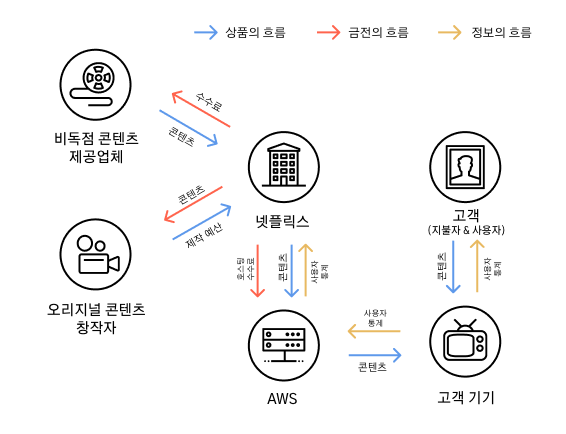 상품의 흐름
금전의 흐름
정보의 흐름
비독점 콘텐츠
제공업체
수수료
콘텐츠
넷플릭스
고객
(지불자 & 사용자)
콘텐츠
제작 예산
오리지널 콘텐츠
창작자
호스팅
수수료
콘텐츠
사용자
통계
콘텐츠
사용자
통계
사용자
통계
콘텐츠
AWS
고객 기기